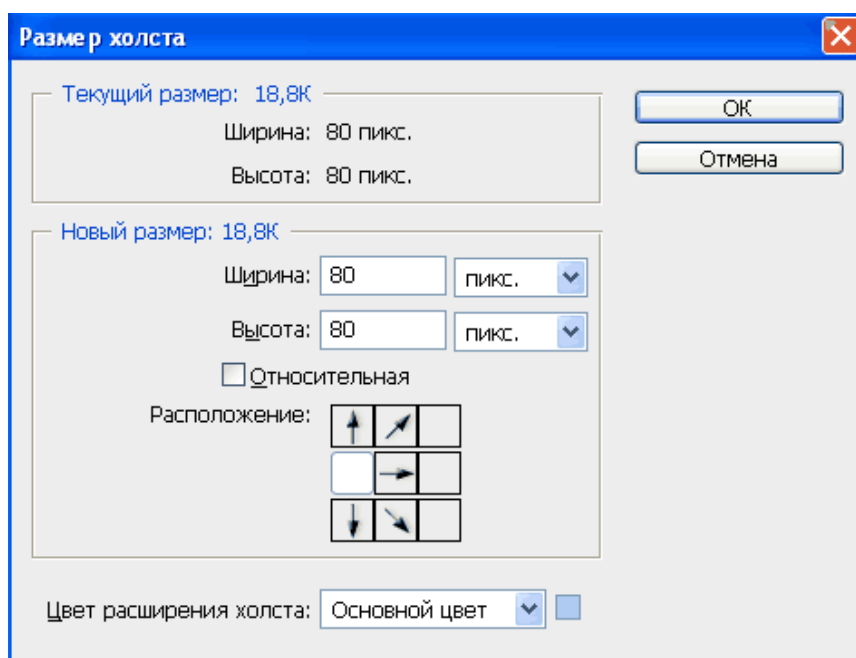 Размер холста
Текущий размер: 18,8K
Ширина: 80 пикс.
Высота: 80 пикс.
OK
Отмена
Новый размер: 18,8K
Ширина: 80 пикс.
Высота: 80 пикс.
Относительная
Расположение:
Цвет расширения холста: Основной цвет